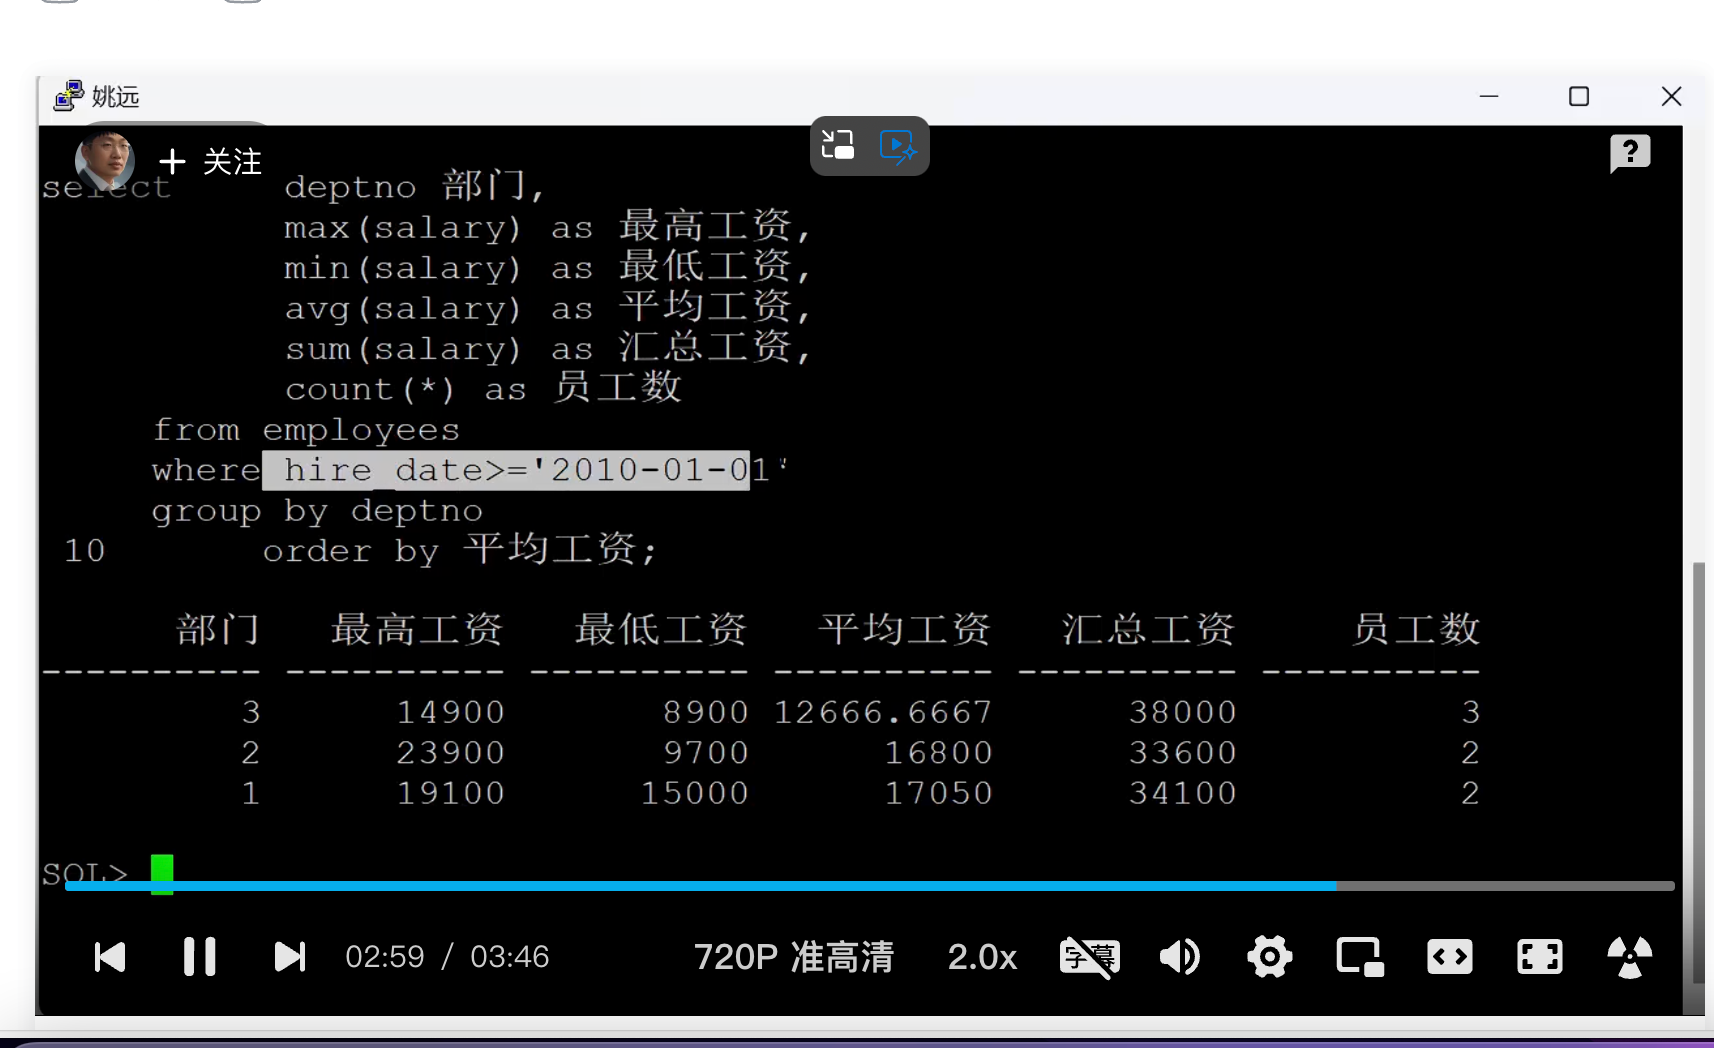 姚远
+ 关注
select deptno 部门,
max(salary) as 最高工资,
min(salary) as 最低工资,
avg(salary) as 平均工资,
sum(salary) as 汇总工资,
count(*) as 员工数
from employees
where hire_date>='2010-01-01'
group by deptno
10 order by 平均工资;
部门 最高工资 最低工资 平均工资 汇总工资 员工数
---------- ---------- ---------- ---------- ---------- ----------
3 14900 8900 12666.6667 38000 3
2 23900 9700 16800 33600 2
1 19100 15000 17050 34100 2
SQL>
02:59 / 03:46 720P 准高清 2.0x 字幕